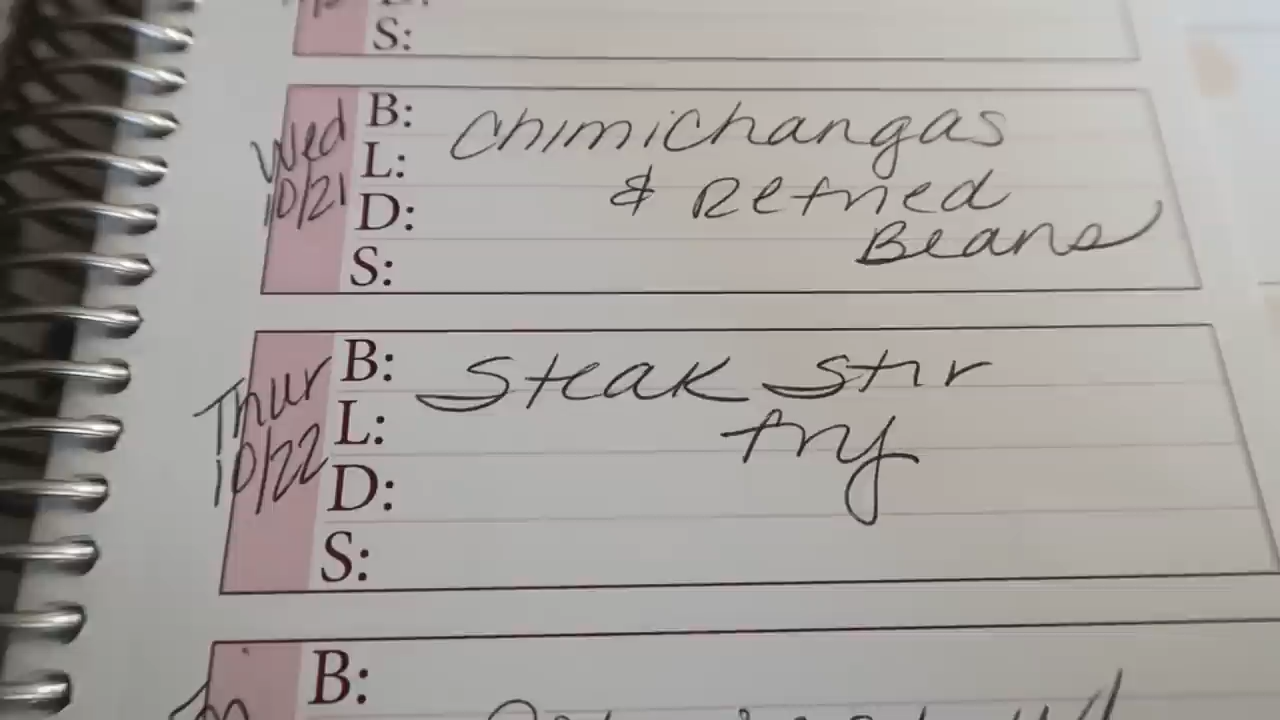 S:
Wed
10/21
B: Chimichangas
L: & Refried
D: Beans
S:
Thur
10/22
B: Steak Stir
L: fry
D:
S:
B: